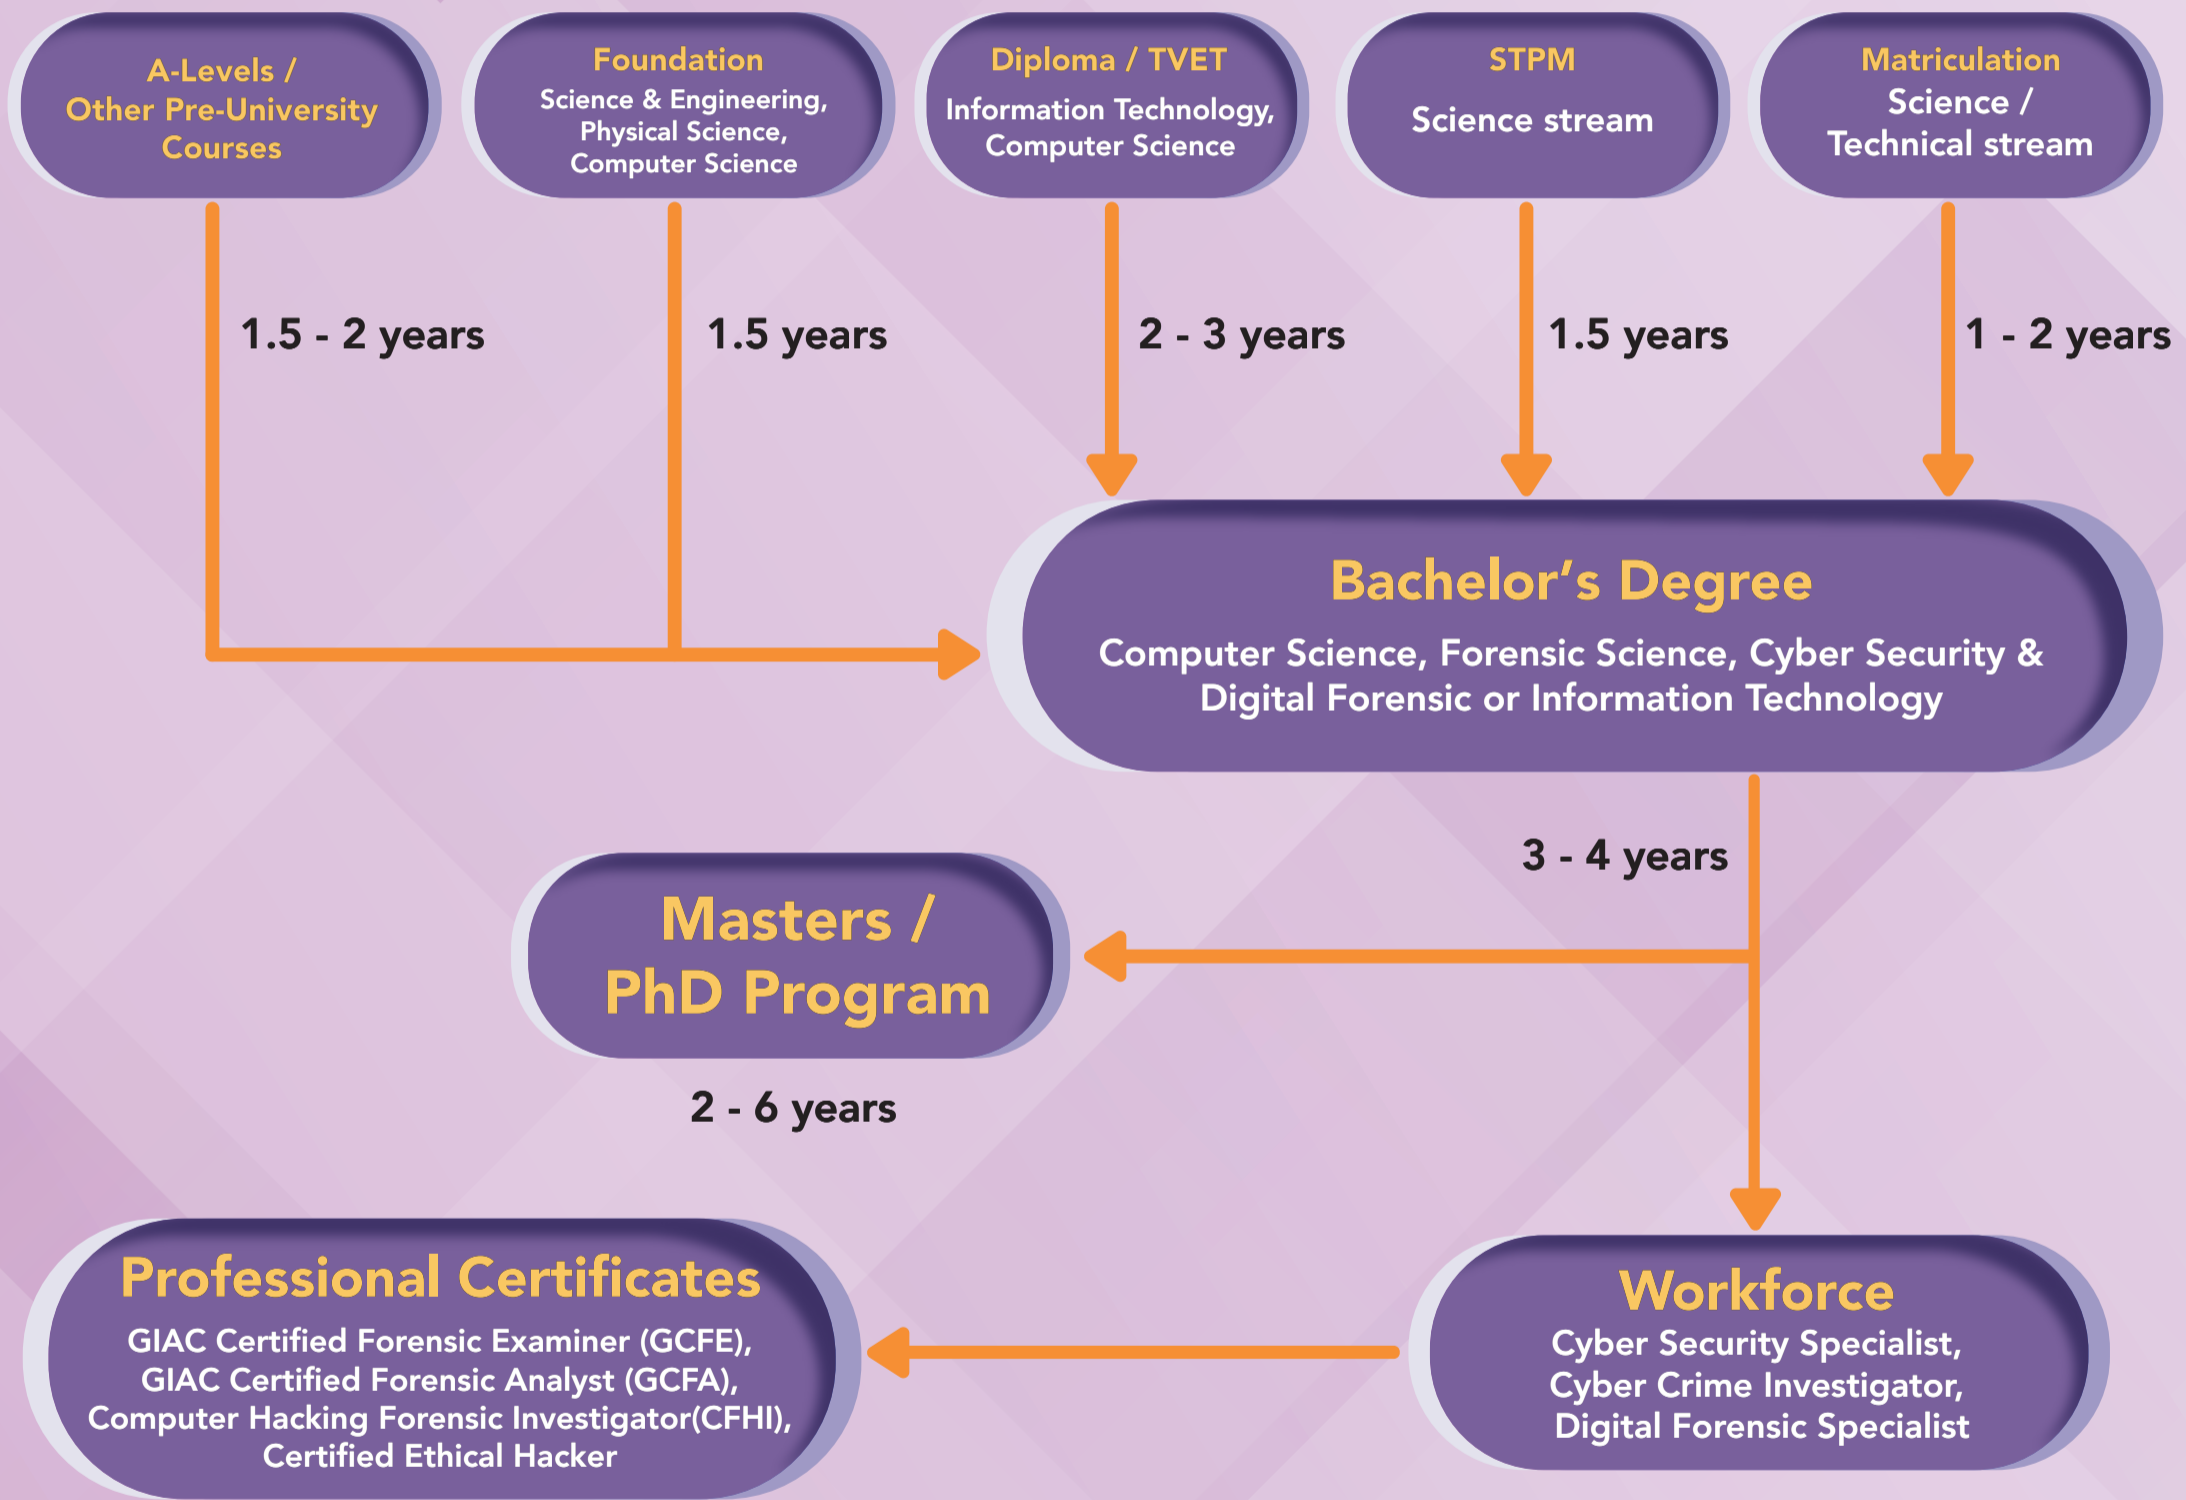 A-Levels /
Other Pre-University
Courses
Foundation
Science & Engineering,
Physical Science,
Computer Science
Diploma / TVET
Information Technology,
Computer Science
STPM
Science stream
Matriculation
Science /
Technical stream
1.5 - 2 years
1.5 years
2 - 3 years
1.5 years
1 - 2 years
Bachelor’s Degree
Computer Science, Forensic Science, Cyber Security &
Digital Forensic or Information Technology
3 - 4 years
Masters /
PhD Program
2 - 6 years
Professional Certificates
GIAC Certified Forensic Examiner (GCFE),
GIAC Certified Forensic Analyst (GCFA),
Computer Hacking Forensic Investigator(CFHI),
Certified Ethical Hacker
Workforce
Cyber Security Specialist,
Cyber Crime Investigator,
Digital Forensic Specialist